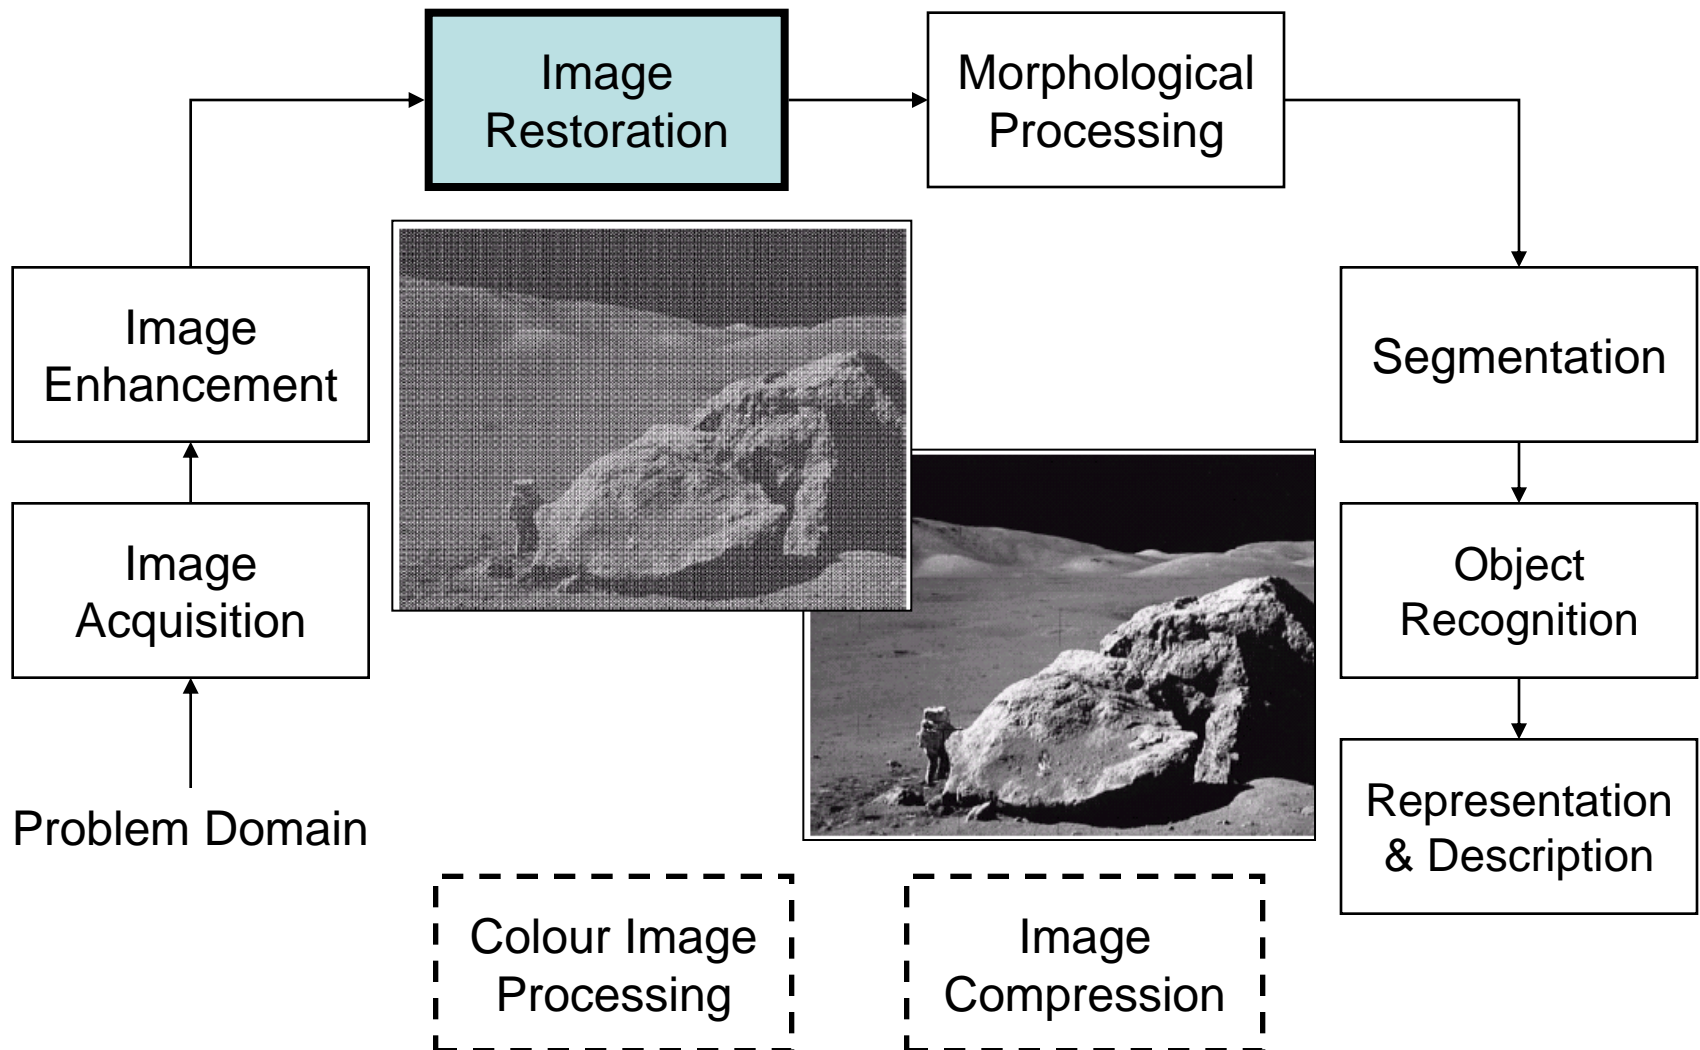 Image
Restoration
Morphological
Processing
Image
Enhancement
Segmentation
Image
Acquisition
Object
Recognition
Problem Domain
Representation
& Description
Colour Image
Processing
Image
Compression